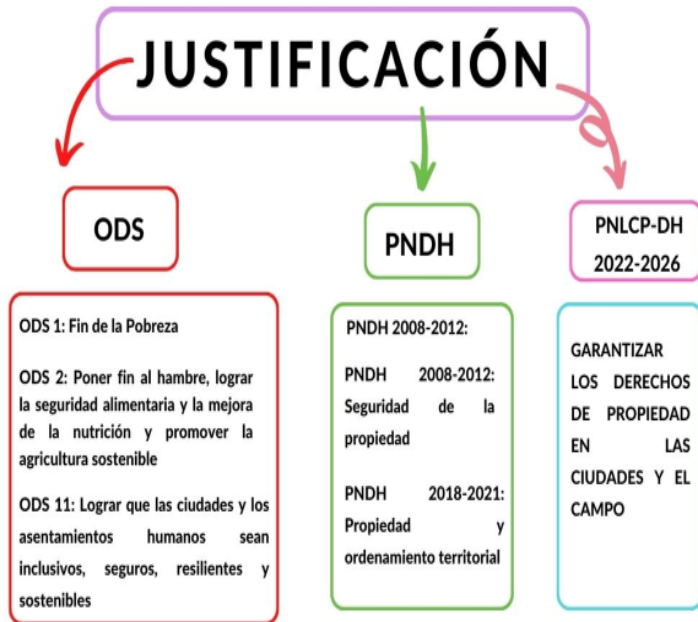 JUSTIFICACIÓN
ODS
ODS 1: Fin de la Pobreza
ODS 2: Poner fin al hambre, lograr
la seguridad alimentaria y la mejora
de la nutrición y promover la
agricultura sostenible
ODS 11: Lograr que las ciudades y los
asentamientos humanos sean
inclusivos, seguros, resilientes y
sostenibles
PNDH
PNDH 2008-2012:
PNDH 2008-2012:
Seguridad de la
propiedad
PNDH 2018-2021:
Propiedad y
ordenamiento territorial
PNLCP-DH
2022-2026
GARANTIZAR
LOS DERECHOS
DE PROPIEDAD
EN LAS
CIUDADES Y EL
CAMPO